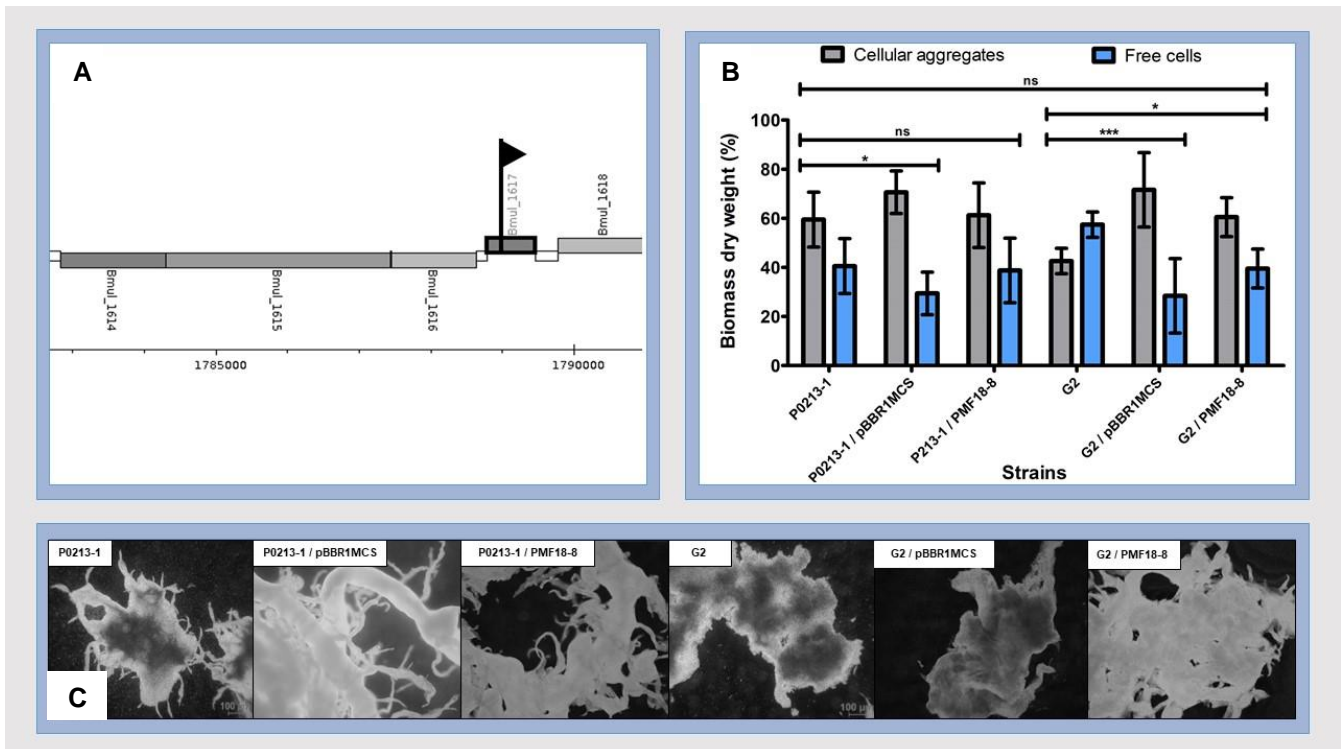 A
Bmul_1614
Bmul_1615
Bmul_1616
Bmul_1617
Bmul_1618
1785000
1790000
B
Cellular aggregates
Free cells
ns
*
ns
***
*
Biomass dry weight (%)
100
80
60
40
20
0
P0213-1
P0213-1 / pBBR1MCS
P213-1 / PMF18-8
G2
G2 / pBBR1MCS
G2 / PMF18-8
Strains
P0213-1
P0213-1 / pBBR1MCS
P0213-1 / PMF18-8
G2
G2 / pBBR1MCS
G2 / PMF18-8
C
100 µ
100 µ